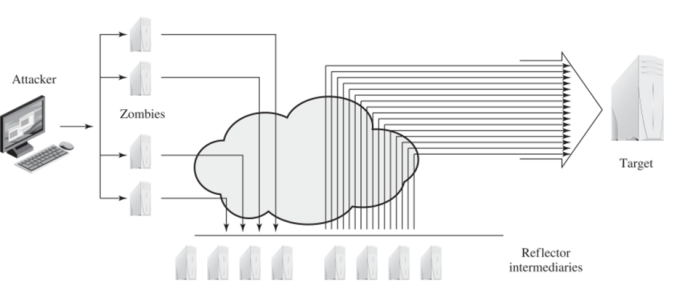 Attacker
Zombies
Target
Reflector
intermediaries